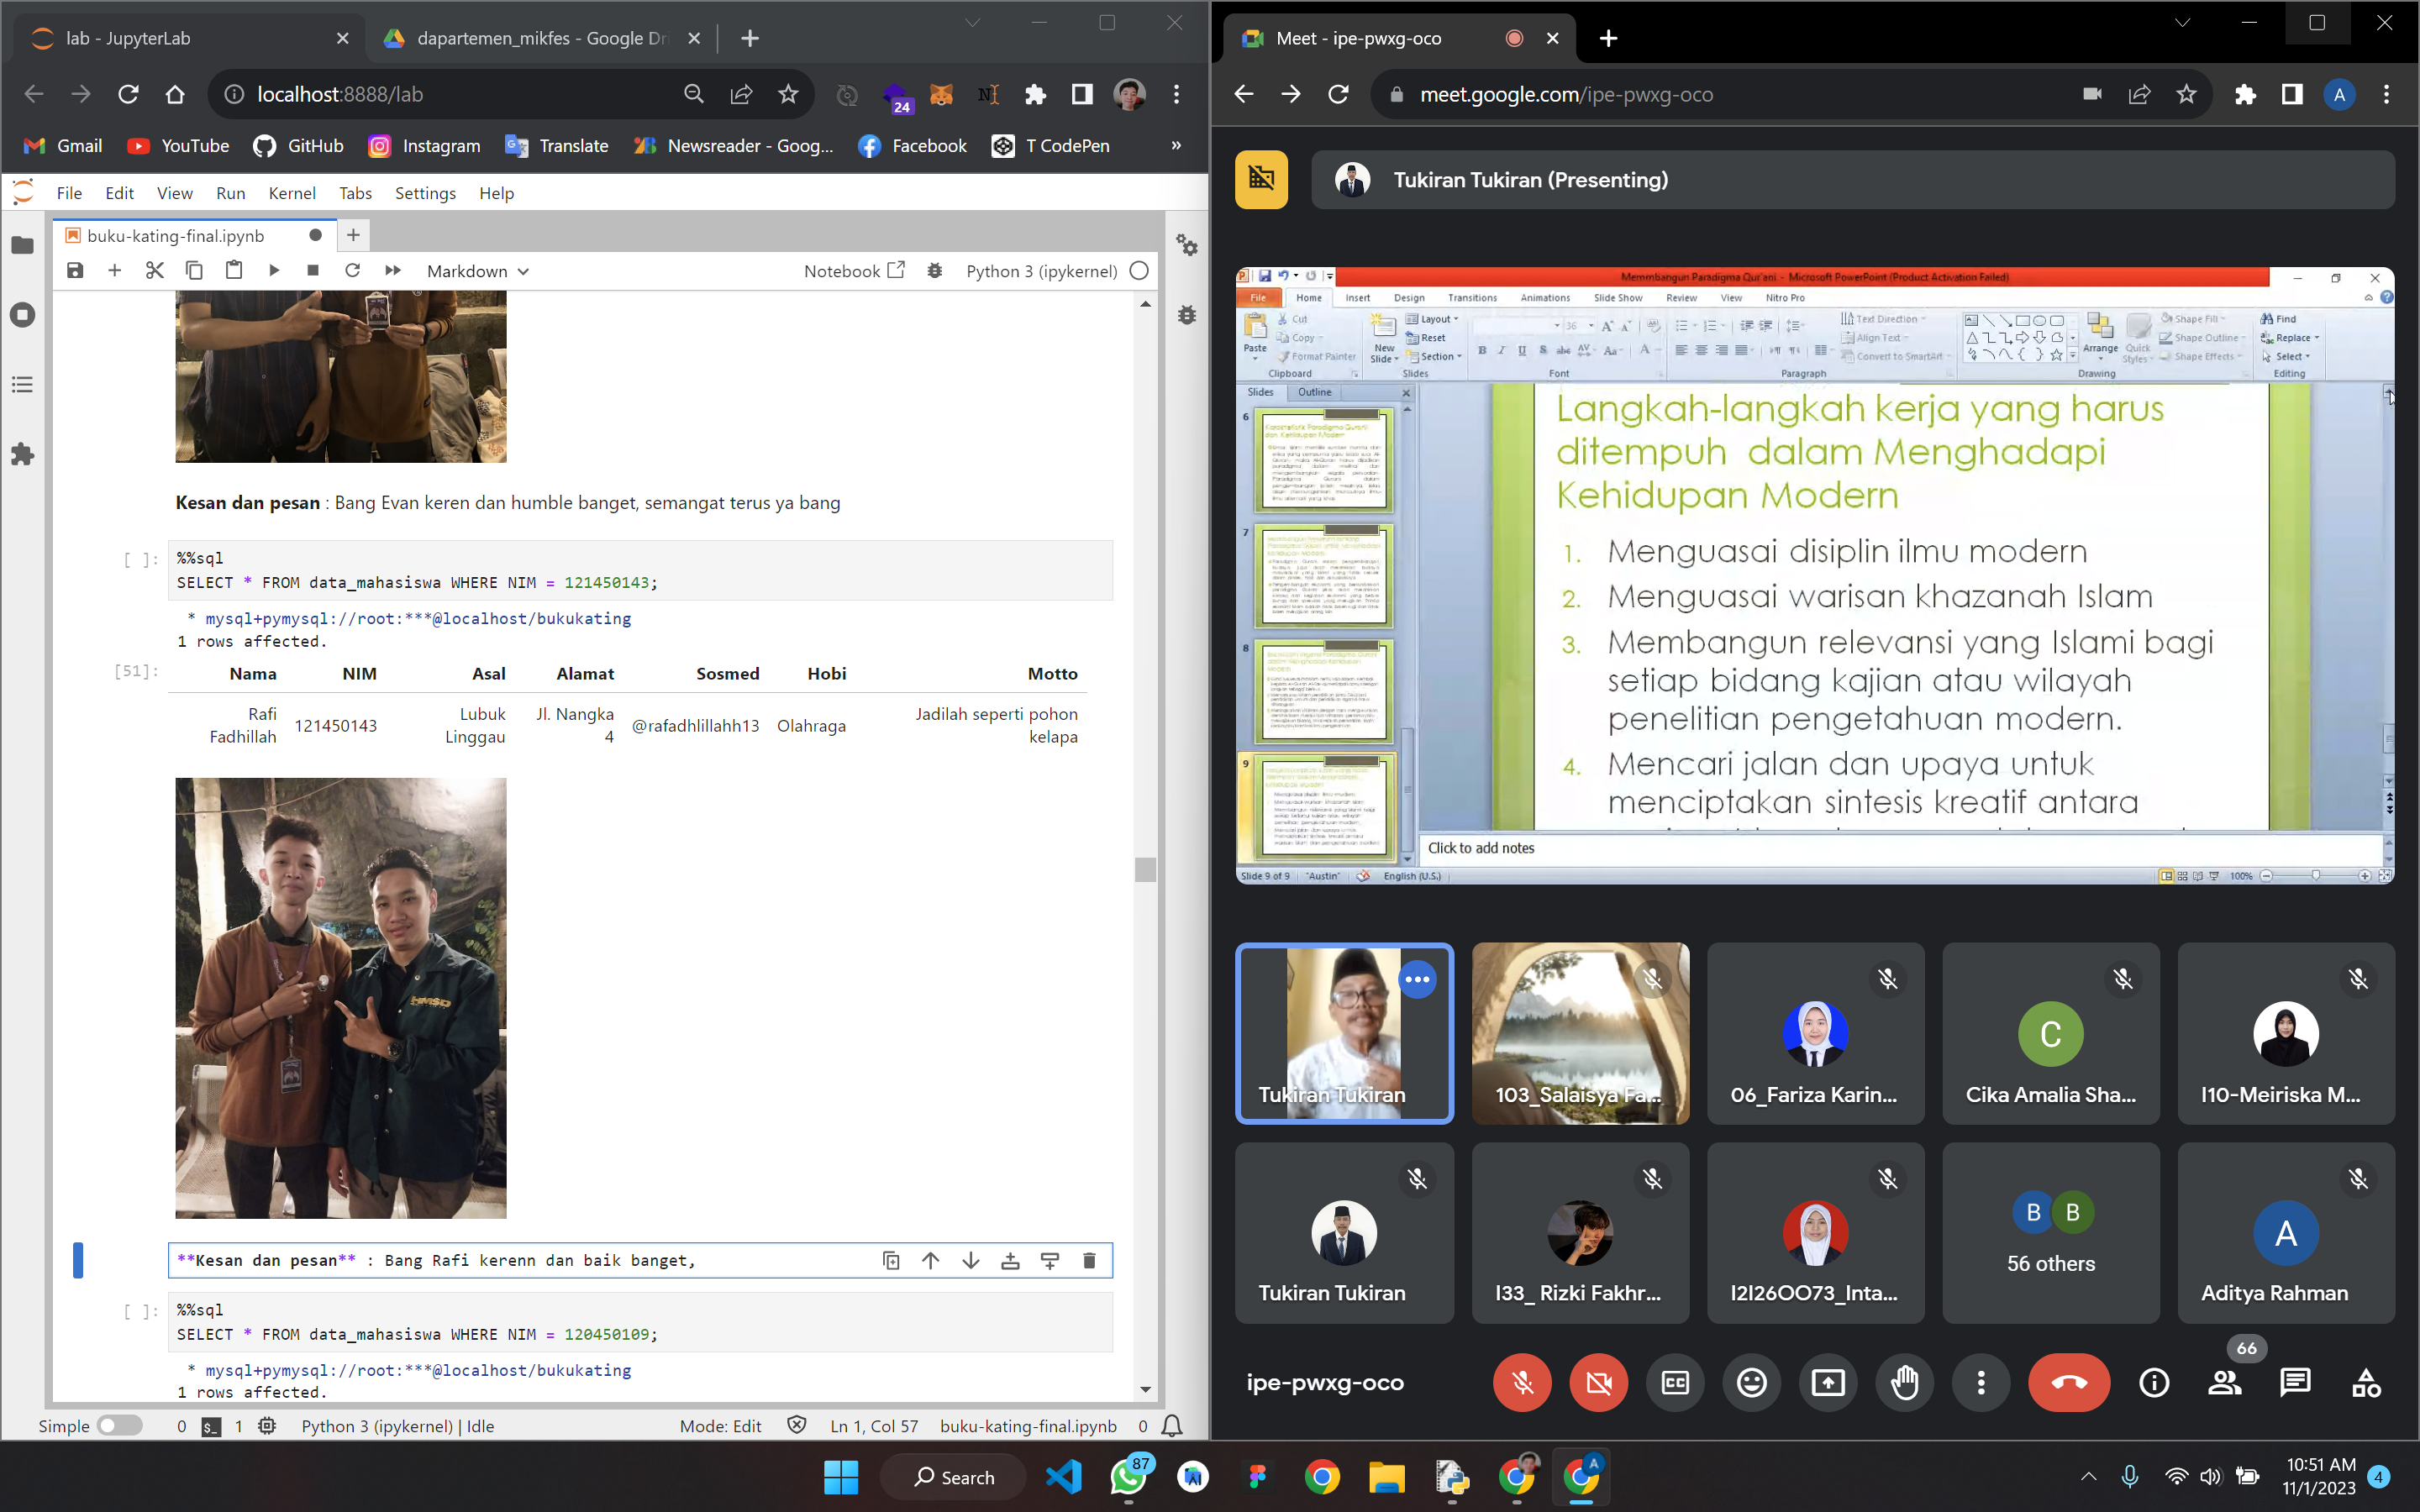 lab - JupyterLab
dapartemen_mikfes - Google Dr
localhost:8888/lab
24
Gmail
YouTube
GitHub
Instagram
Translate
Newsreader - Goog...
Facebook
T CodePen
»
File Edit View Run Kernel Tabs Settings Help
buku-kating-final.ipynb
Markdown
Notebook
Python 3 (ipykernel)
Kesan dan pesan : Bang Evan keren dan humble banget, semangat terus ya bang
[ ]:
%%sql
SELECT * FROM data_mahasiswa WHERE NIM = 121450143;
* mysql+pymysql://root:***@localhost/bukukating
1 rows affected.
[51]:
Nama NIM Asal Alamat Sosmed Hobi Motto
Rafi Fadhillah 121450143 Lubuk Linggau Jl. Nangka 4 @rafadhlillahh13 Olahraga Jadilah seperti pohon kelapa
HMSD
**Kesan dan pesan** : Bang Rafi kerenn dan baik banget,
[ ]:
%%sql
SELECT * FROM data_mahasiswa WHERE NIM = 120450109;
* mysql+pymysql://root:***@localhost/bukukating
1 rows affected.
Simple 0 1 Python 3 (ipykernel) | Idle Mode: Edit Ln 1, Col 57 buku-kating-final.ipynb 0
Meet - ipe-pwxg-oco
meet.google.com/ipe-pwxg-oco
A
Tukiran Tukiran (Presenting)
Memmbangun Paradigma Qur'ani - Microsoft PowerPoint (Product Activation Failed)
File Home Insert Design Transitions Animations Slide Show Review View Nitro Pro
Paste
Cut
Copy
Format Painter
Clipboard
New Slide
Layout
Reset
Section
Slides
36
Font
Text Direction
Align Text
Convert to SmartArt
Paragraph
Arrange
Quick Styles
Shape Fill
Shape Outline
Shape Effects
Drawing
Find
Replace
Select
Editing
Slides Outline
6
7
8
9
Langkah-langkah kerja yang harus
ditempuh dalam Menghadapi
Kehidupan Modern
1. Menguasai disiplin ilmu modern
2. Menguasai warisan khazanah Islam
3. Membangun relevansi yang Islami bagi
setiap bidang kajian atau wilayah
penelitian pengetahuan modern.
4. Mencari jalan dan upaya untuk
menciptakan sintesis kreatif antara
Click to add notes
Slide 9 of 9 "Austin" English (U.S.) 100%
Tukiran Tukiran
103_Salaisya Fa...
06_Fariza Karin...
C
Cika Amalia Sha...
I10-Meiriska M...
Tukiran Tukiran
I33_ Rizki Fakhr...
I2I26OO73_Inta...
B B
56 others
A
Aditya Rahman
66
ipe-pwxg-oco
Search
87
A
10:51 AM
11/1/2023
4